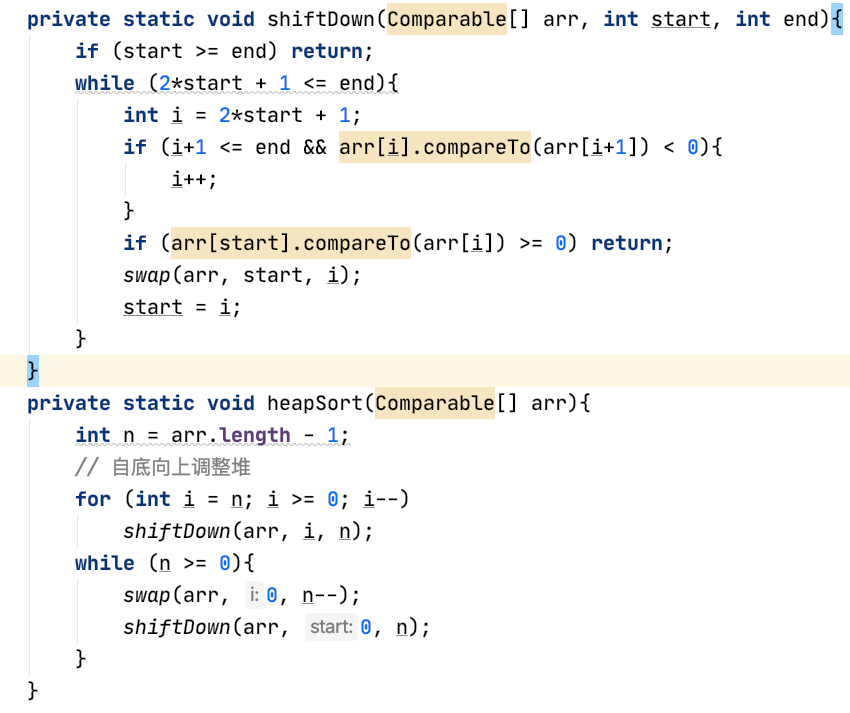 private static void shiftDown(Comparable[] arr, int start, int end){
    if (start >= end) return;
    while (2*start + 1 <= end){
        int i = 2*start + 1;
        if (i+1 <= end && arr[i].compareTo(arr[i+1]) < 0){
            i++;
        }
        if (arr[start].compareTo(arr[i]) >= 0) return;
        swap(arr, start, i);
        start = i;
    }
}
private static void heapSort(Comparable[] arr){
    int n = arr.length - 1;
    // 自底向上调整堆
    for (int i = n; i >= 0; i--)
        shiftDown(arr, i, n);
    while (n >= 0){
        swap(arr, i: 0, n--);
        shiftDown(arr, start: 0, n);
    }
}